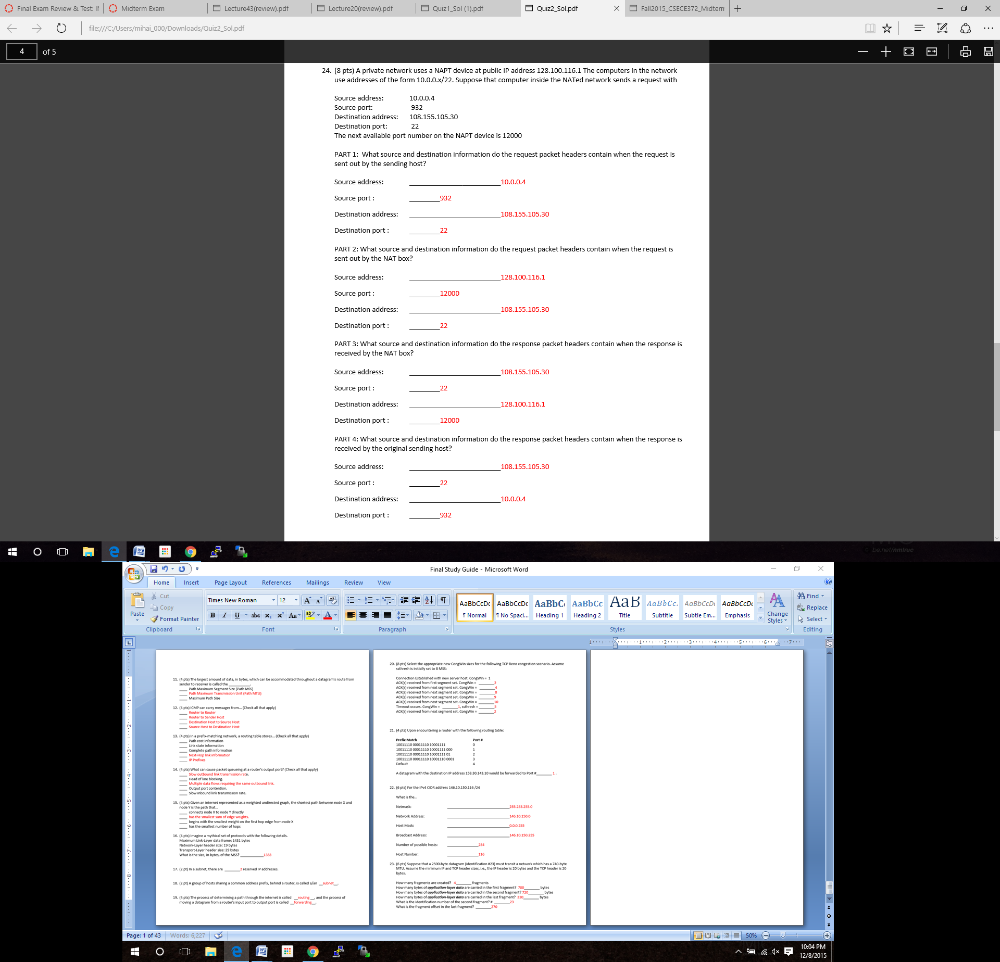 Final Exam Review & Test: II
Midterm Exam
Lecture43(review).pdf
Lecture20(review).pdf
Quiz1_Sol (1).pdf
Quiz2_Sol.pdf
Fall2015_CSECE372_Midterm
file:///C:/Users/mihai_000/Downloads/Quiz2_Sol.pdf
4 of 5
24. (8 pts) A private network uses a NAPT device at public IP address 128.100.116.1 The computers in the network
use addresses of the form 10.0.0.x/22. Suppose that computer inside the NATed network sends a request with
Source address: 10.0.0.4
Source port: 932
Destination address: 108.155.105.30
Destination port: 22
The next available port number on the NAPT device is 12000
PART 1: What source and destination information do the request packet headers contain when the request is
sent out by the sending host?
Source address: ________________________10.0.0.4
Source port : ________932
Destination address: ________________________108.155.105.30
Destination port : ________22
PART 2: What source and destination information do the request packet headers contain when the request is
sent out by the NAT box?
Source address: ________________________128.100.116.1
Source port : ________12000
Destination address: ________________________108.155.105.30
Destination port : ________22
PART 3: What source and destination information do the response packet headers contain when the response is
received by the NAT box?
Source address: ________________________108.155.105.30
Source port : ________22
Destination address: ________________________128.100.116.1
Destination port : ________12000
PART 4: What source and destination information do the response packet headers contain when the response is
received by the original sending host?
Source address: ________________________108.155.105.30
Source port : ________22
Destination address: ________________________10.0.0.4
Destination port : ________932
be.net/nmtruc
Final Study Guide - Microsoft Word
Home Insert Page Layout References Mailings Review View
Paste
Cut
Copy
Format Painter
Clipboard
Times New Roman 12
Font
Paragraph
AaBbCcDc AaBbCcDc AaBbC AaBbCc AaB AaBbCc. AaBbCcDc AaBbCcDc
¶ Normal ¶ No Spaci... Heading 1 Heading 2 Title Subtitle Subtle Em... Emphasis
Change Styles
Styles
Find
Replace
Select
Editing
11. (4 pts) The largest amount of data, in bytes, which can be accommodated throughout a datagram's route from
sender to receiver is called the __________.
____ Path Maximum Segment Size (Path MSS)
____ Path Maximum Transmission Unit (Path MTU)
____ Maximum Path Size
12. (4 pts) ICMP can carry messages from... (Check all that apply)
____ Router to Router
____ Router to Sender Host
____ Destination Host to Source Host
____ Source Host to Destination Host
13. (4 pts) In a prefix-matching network, a routing table stores... (Check all that apply)
____ Path cost information
____ Link state information
____ Complete path information
____ Next-Hop link information
____ IP Prefixes
14. (4 pts) What can cause packet queueing at a router's output port? (Check all that apply)
____ Slow outbound link transmission rate.
____ Head of line blocking.
____ Multiple data flows requiring the same outbound link.
____ Output port contention.
____ Slow inbound link transmission rate.
15. (4 pts) Given an internet represented as a weighted undirected graph, the shortest path between node X and
node Y is the path that...
____ connects node X to node Y directly
____ has the smallest sum of edge weights.
____ begins with the smallest weight on the first hop edge from node X
____ has the smallest number of hops
16. (4 pts) Imagine a mythical set of protocols with the following details.
Maximum Link-Layer data frame: 1431 bytes
Network-Layer header size: 19 bytes
Transport-Layer header size: 29 bytes
What is the size, in bytes, of the MSS? ____________1383
17. (2 pt) In a subnet, there are ________2 reserved IP addresses.
18. (2 pt) A group of hosts sharing a common address prefix, behind a router, is called a/an __subnet__.
19. (4 pts) The process of determining a path through the internet is called __routing __, and the process of
moving a datagram from a router's input port to output port is called __forwarding__.
20. (8 pts) Select the appropriate new CongWin sizes for the following TCP Reno congestion scenario. Assume
ssthresh is initially set to 8 MSS:
Connection Established with new server host. CongWin = 1
ACK(s) received from first segment set. CongWin = ________2
ACK(s) received from next segment set. CongWin = ________4
ACK(s) received from next segment set. CongWin = ________8
ACK(s) received from next segment set. CongWin = ________9
ACK(s) received from next segment set. CongWin = ________10
Timeout occurs. CongWin = ________1, ssthresh = ________5
ACK(s) received from next segment set. CongWin = ________2
21. (4 pts) Upon encountering a router with the following routing table:
Prefix Match Port #
10011110 00011110 10001111 0
10011110 00011110 10001111 000 1
10011110 00011110 10001111 01 2
10011110 00011110 10001110 0001 3
Default 4
A datagram with the destination IP address 158.30.143.10 would be forwarded to Port #________ 1 .
22. (6 pts) For the IPv4 CIDR address 146.10.150.116 /24
What is the...
Netmask: ________________255.255.255.0
Network Address: ________________146.10.150.0
Host Mask: ________________0.0.0.255
Broadcast Address: ________________146.10.150.255
Number of possible hosts: ________254
Host Number: ________116
23. (6 pts) Suppose that a 2500-byte datagram (identification #23) must transit a network which has a 740-byte
MTU. Assume the minimum IP and TCP header sizes, i.e., the IP header is 20 bytes and the TCP header is 20
bytes.
How many fragments are created? 4________ fragments
How many bytes of application-layer data are carried in the first fragment? 700________ bytes
How many bytes of application-layer data are carried in the second fragment? 720________ bytes
How many bytes of application-layer data are carried in the last fragment? 320________ bytes
What is the identification number of the second fragment? # ________23
What is the fragment offset in the last fragment? ________270
Page: 1 of 43 Words: 6,227
50%
10:04 PM
12/8/2015